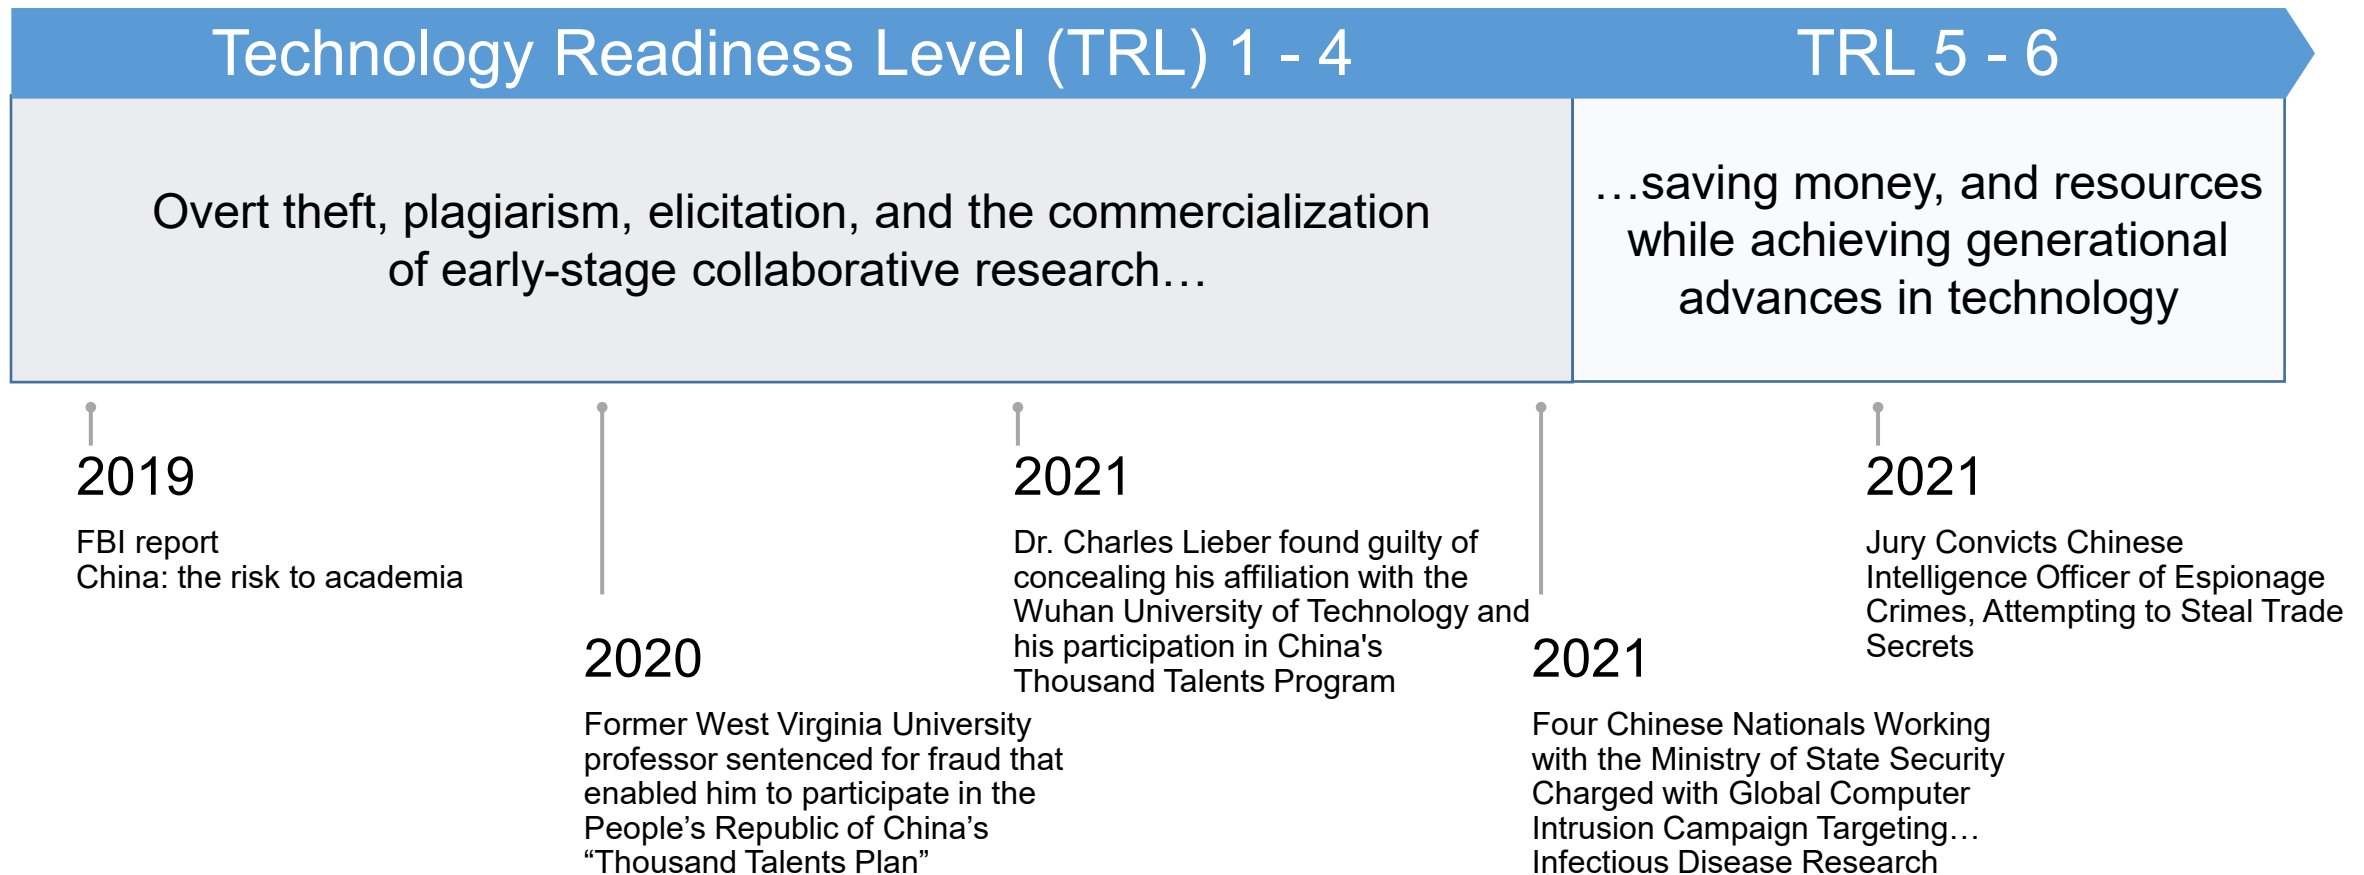 Technology Readiness Level (TRL) 1 - 4
TRL 5 - 6
Overt theft, plagiarism, elicitation, and the commercialization
of early-stage collaborative research…
…saving money, and resources
while achieving generational
advances in technology
2019
FBI report
China: the risk to academia
2020
Former West Virginia University
professor sentenced for fraud that
enabled him to participate in the
People’s Republic of China’s
“Thousand Talents Plan”
2021
Dr. Charles Lieber found guilty of
concealing his affiliation with the
Wuhan University of Technology and
his participation in China's
Thousand Talents Program
2021
Four Chinese Nationals Working
with the Ministry of State Security
Charged with Global Computer
Intrusion Campaign Targeting…
Infectious Disease Research
2021
Jury Convicts Chinese
Intelligence Officer of Espionage
Crimes, Attempting to Steal Trade
Secrets